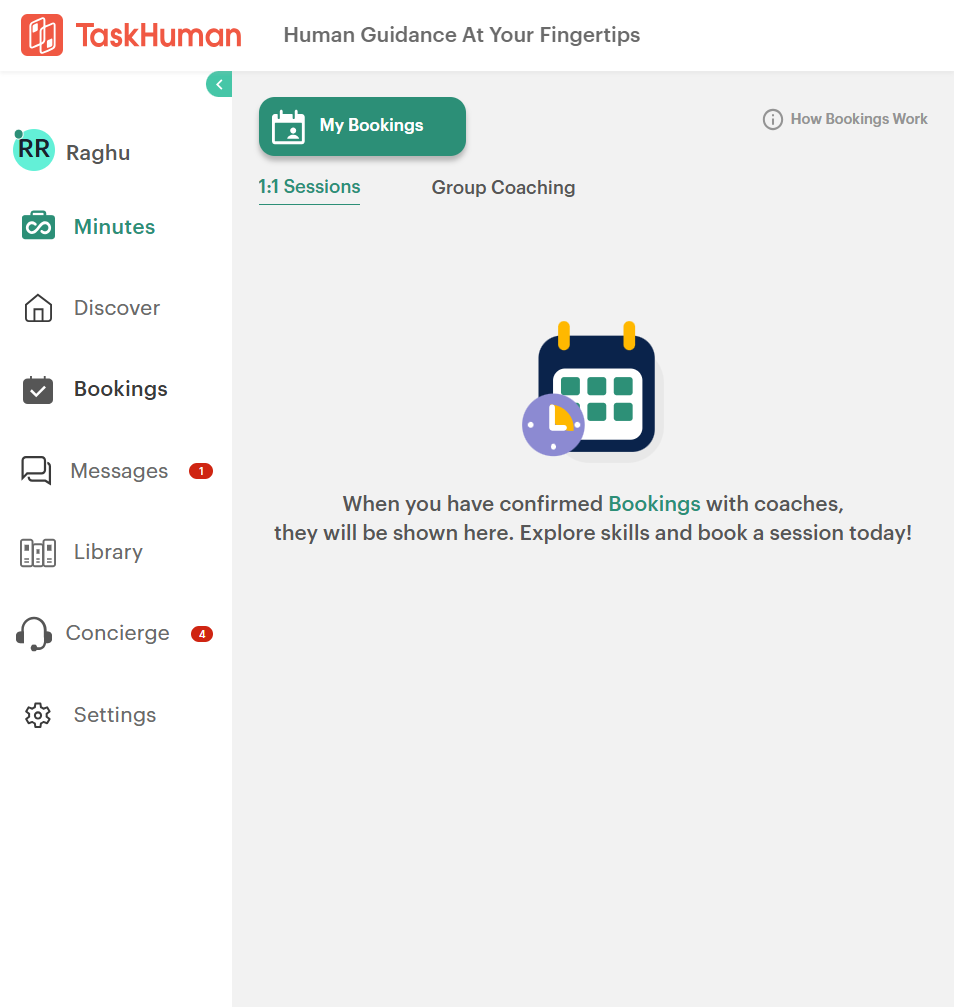 TaskHuman
Human Guidance At Your Fingertips
RR
Raghu
Minutes
Discover
Bookings
Messages 1
Library
Concierge 4
Settings
My Bookings
How Bookings Work
1:1 Sessions
Group Coaching
When you have confirmed Bookings with coaches,
they will be shown here. Explore skills and book a session today!